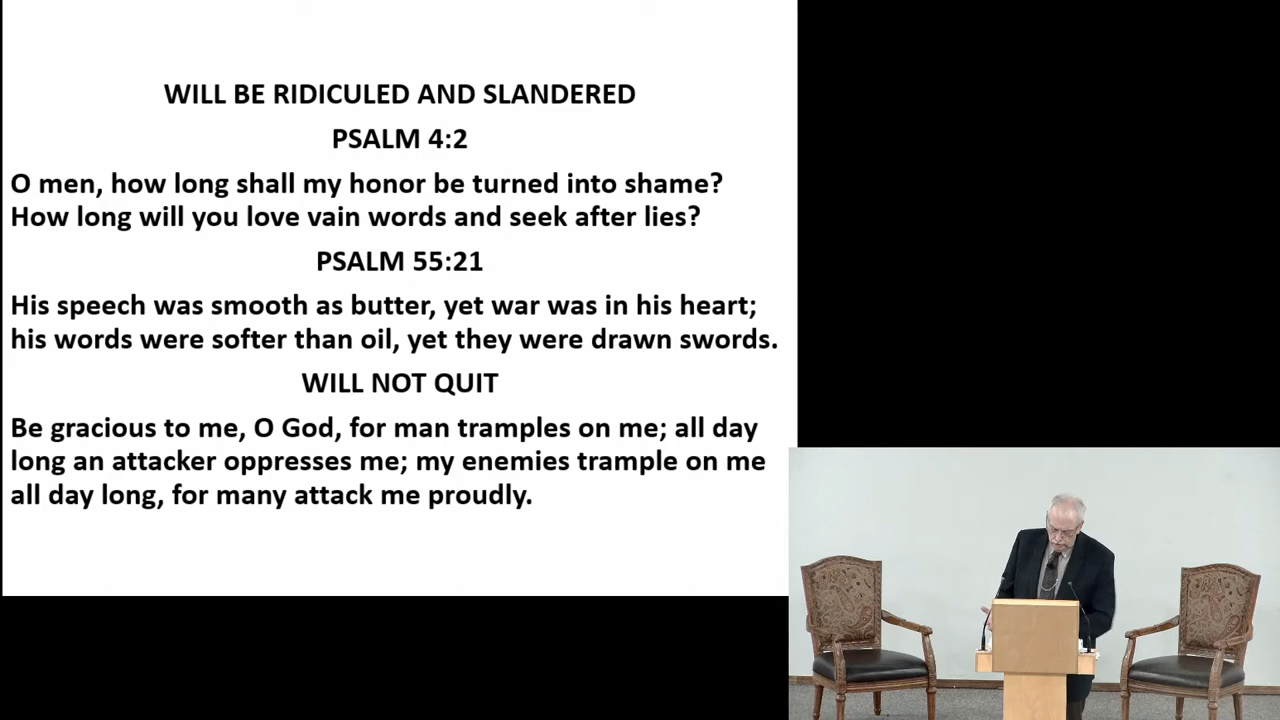 WILL BE RIDICULED AND SLANDERED
PSALM 4:2
O men, how long shall my honor be turned into shame?
How long will you love vain words and seek after lies?
PSALM 55:21
His speech was smooth as butter, yet war was in his heart;
his words were softer than oil, yet they were drawn swords.
WILL NOT QUIT
Be gracious to me, O God, for man tramples on me; all day
long an attacker oppresses me; my enemies trample on me
all day long, for many attack me proudly.